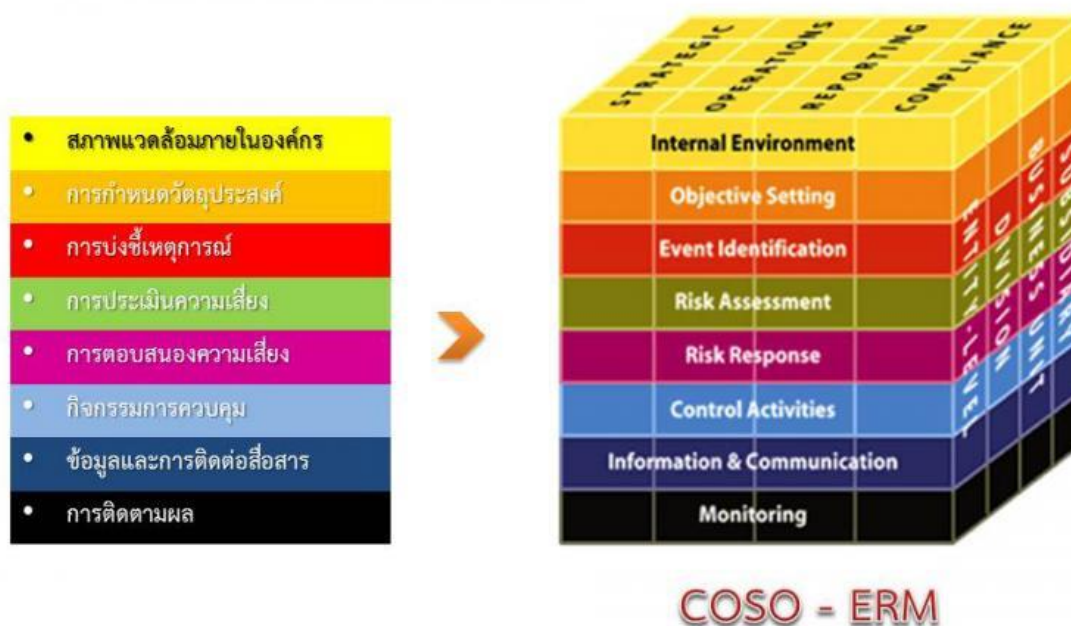 • สภาพแวดล้อมภายในองค์กร
• การกำหนดวัตถุประสงค์
• การบ่งชี้เหตุการณ์
• การประเมินความเสี่ยง
• การตอบสนองความเสี่ยง
• กิจกรรมการควบคุม
• ข้อมูลและการติดต่อสื่อสาร
• การติดตามผล
STRATEGIC
OPERATIONS
REPORTING
COMPLIANCE
Internal Environment
Objective Setting
Event Identification
Risk Assessment
Risk Response
Control Activities
Information & Communication
Monitoring
ENTITY-LEVEL
DIVISION
BUSINESS UNIT
SUBSIDIARY
COSO - ERM